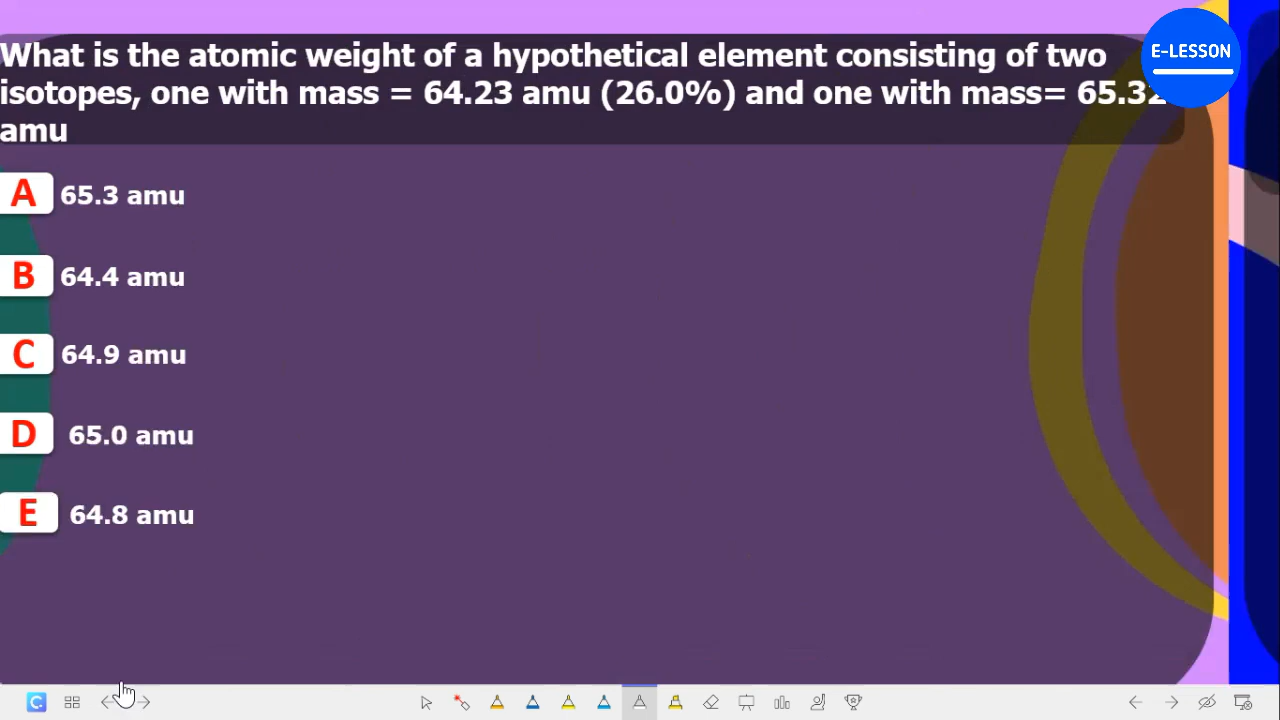 E-LESSON
What is the atomic weight of a hypothetical element consisting of two
isotopes, one with mass = 64.23 amu (26.0%) and one with mass= 65.32
amu
A 65.3 amu
B 64.4 amu
C 64.9 amu
D 65.0 amu
E 64.8 amu